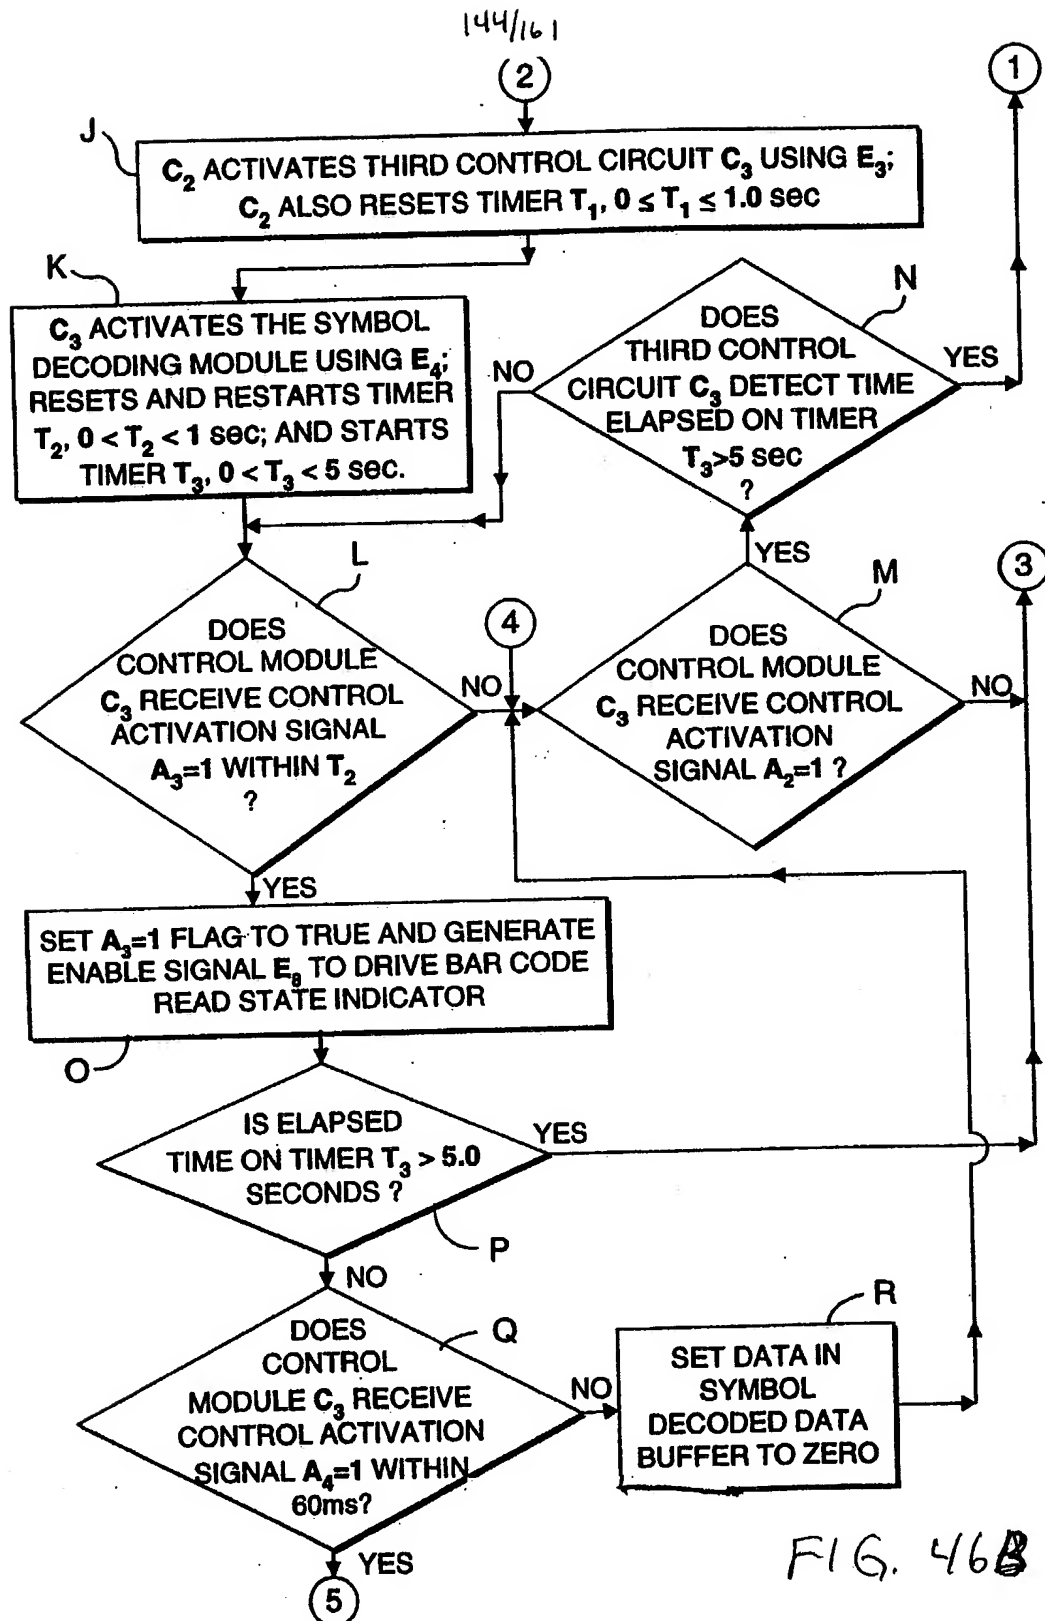 144/161
2
1
J
C₂ ACTIVATES THIRD CONTROL CIRCUIT C₃ USING E₃;
C₂ ALSO RESETS TIMER T₁, 0 ≤ T₁ ≤ 1.0 sec
K
C₃ ACTIVATES THE SYMBOL
DECODING MODULE USING E₄;
RESETS AND RESTARTS TIMER
T₂, 0 < T₂ < 1 sec; AND STARTS
TIMER T₃, 0 < T₃ < 5 sec.
N
DOES
THIRD CONTROL
CIRCUIT C₃ DETECT TIME
ELAPSED ON TIMER
T₃>5 sec
?
NO
YES
L
DOES
CONTROL MODULE
C₃ RECEIVE CONTROL
ACTIVATION SIGNAL
A₃=1 WITHIN T₂
?
NO
4
YES
M
3
DOES
CONTROL MODULE
C₃ RECEIVE CONTROL
ACTIVATION
SIGNAL A₂=1 ?
NO
YES
SET A₃=1 FLAG TO TRUE AND GENERATE
ENABLE SIGNAL E₈ TO DRIVE BAR CODE
READ STATE INDICATOR
O
IS ELAPSED
TIME ON TIMER T₃ > 5.0
SECONDS ?
YES
P
NO
Q
DOES
CONTROL
MODULE C₃ RECEIVE
CONTROL ACTIVATION
SIGNAL A₄=1 WITHIN
60ms?
NO
R
SET DATA IN
SYMBOL
DECODED DATA
BUFFER TO ZERO
YES
5
FIG. 46B